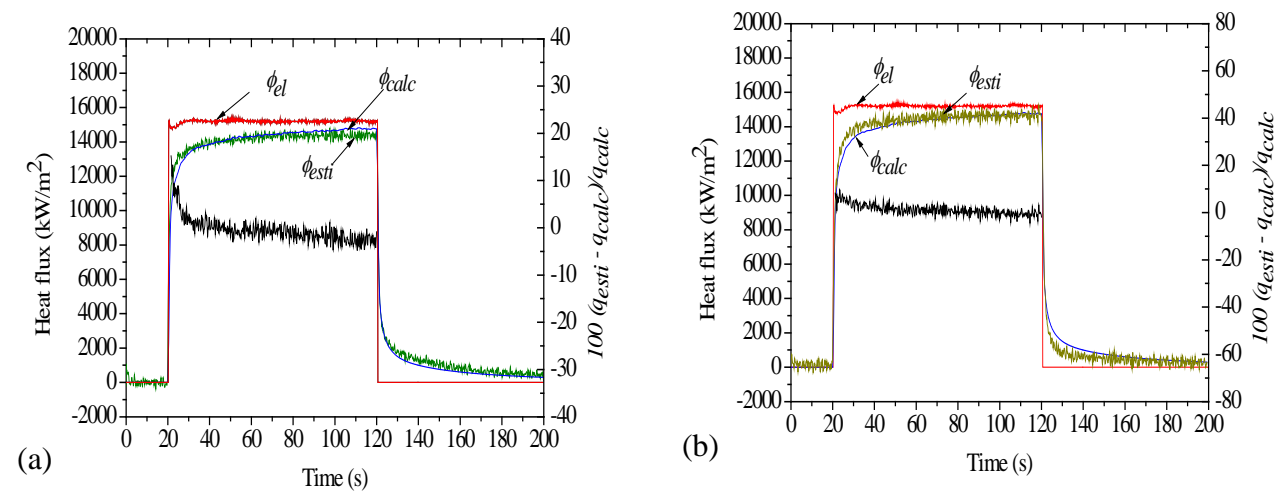 20000
18000
16000
14000
12000
10000
8000
6000
4000
2000
0
-2000
Heat flux (kW/m²)
ϕel
ϕcalc
ϕesti
40
30
20
10
0
-10
-20
-30
-40
100 (qesti - qcalc)/qcalc
0 20 40 60 80 100 120 140 160 180 200
Time (s)
(a)
20000
18000
16000
14000
12000
10000
8000
6000
4000
2000
0
-2000
Heat flux (kW/m²)
ϕel
ϕesti
ϕcalc
80
60
40
20
0
-20
-40
-60
-80
100 (qesti - qcalc)/qcalc
0 20 40 60 80 100 120 140 160 180 200
Time (s)
(b)